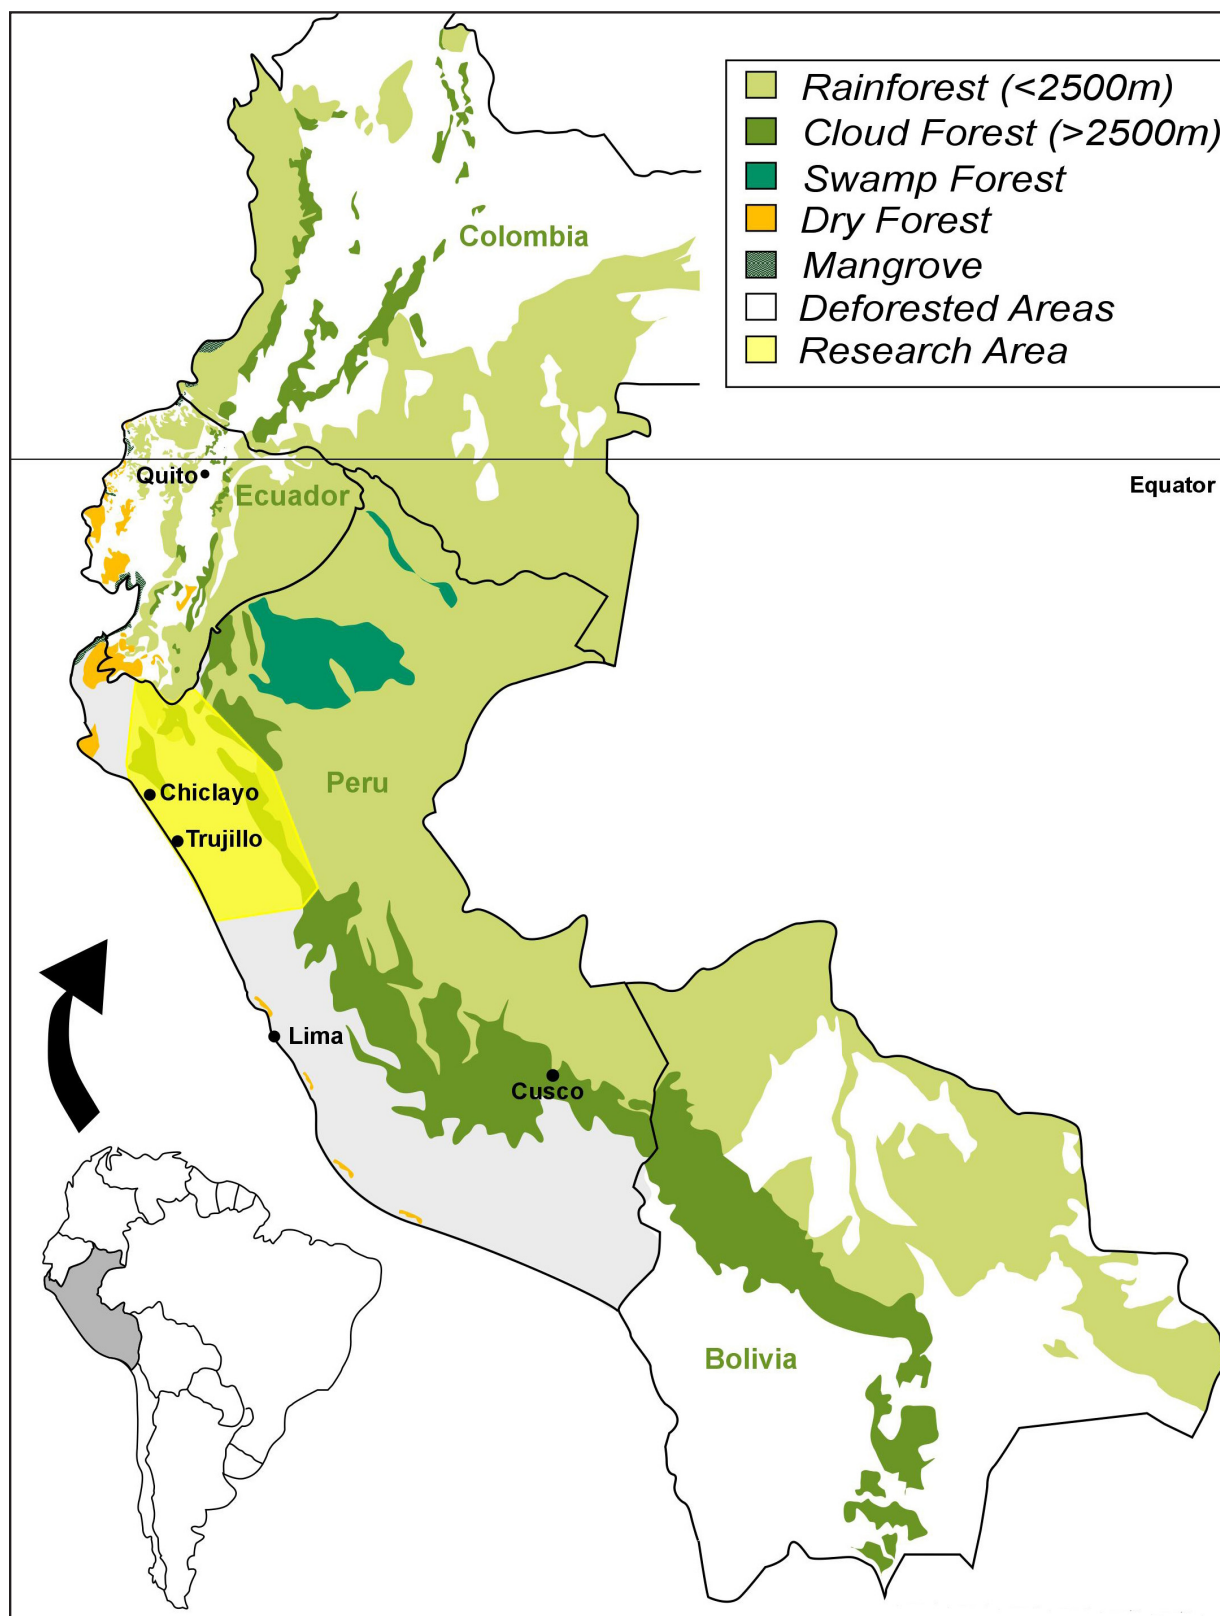 Rainforest (<2500m)
Cloud Forest (>2500m)
Swamp Forest
Dry Forest
Mangrove
Deforested Areas
Research Area
Colombia
Equator
Quito
Ecuador
Peru
Chiclayo
Trujillo
Lima
Cusco
Bolivia